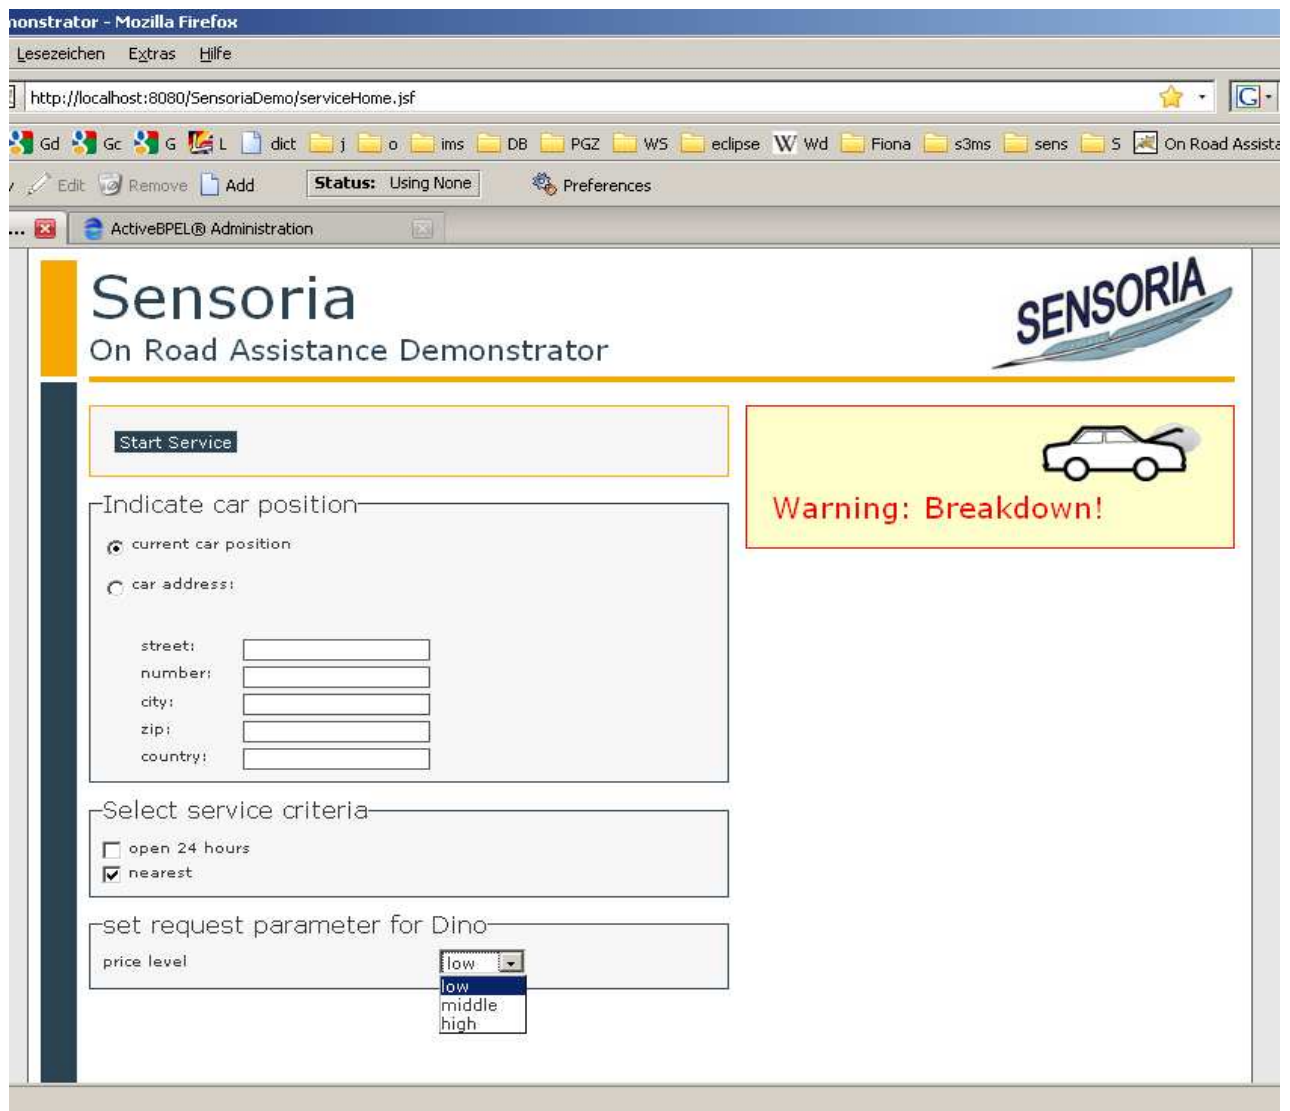 monstrator - Mozilla Firefox
Lesezeichen Extras Hilfe
http://localhost:8080/SensoriaDemo/serviceHome.jsf G
Gd Gc G L dict j o ims DB PGZ WS eclipse W Wd Fiona s3ms sens S On Road Assista
Edit Remove Add Status: Using None Preferences
... ActiveBPEL® Administration
Sensoria
SENSORIA
On Road Assistance Demonstrator
Start Service
Warning: Breakdown!
Indicate car position
current car position
car address:
street:
number:
city:
zip:
country:
Select service criteria
open 24 hours
nearest
set request parameter for Dino
price level low
low
middle
high